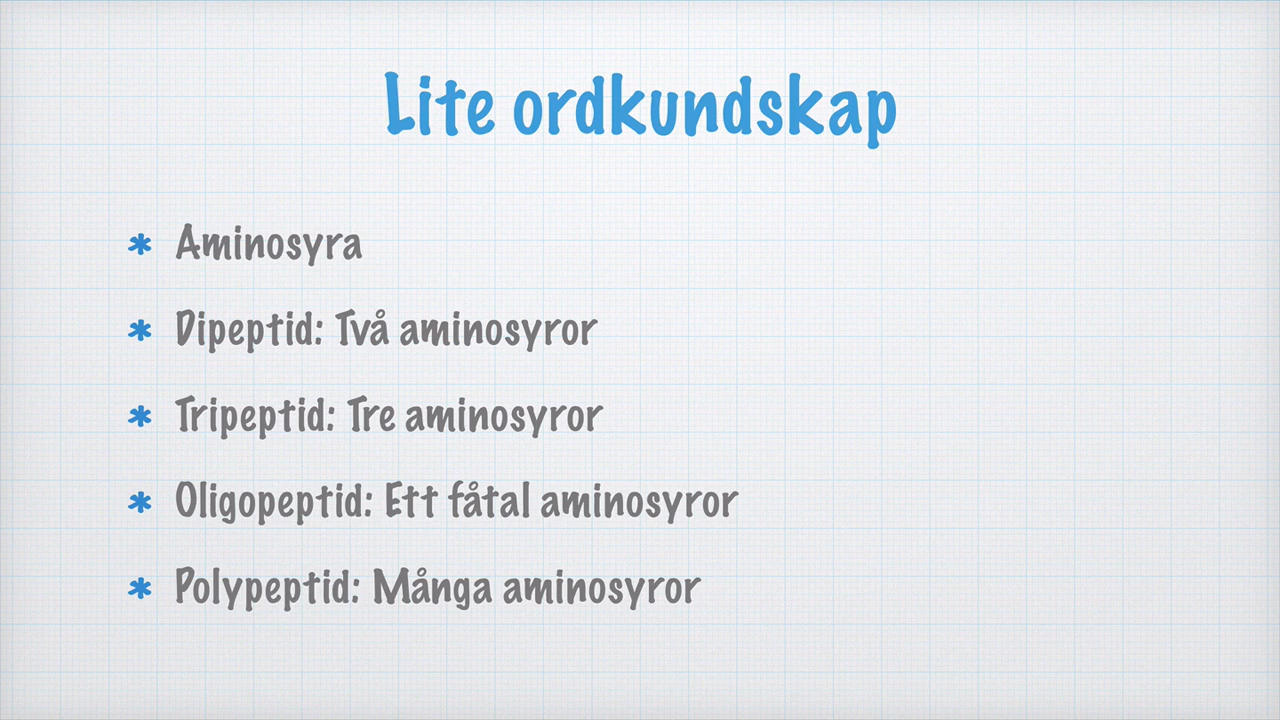 Lite ordkundskap
* Aminosyra
* Dipeptid: Två aminosyror
* Tripeptid: Tre aminosyror
* Oligopeptid: Ett fåtal aminosyror
* Polypeptid: Många aminosyror